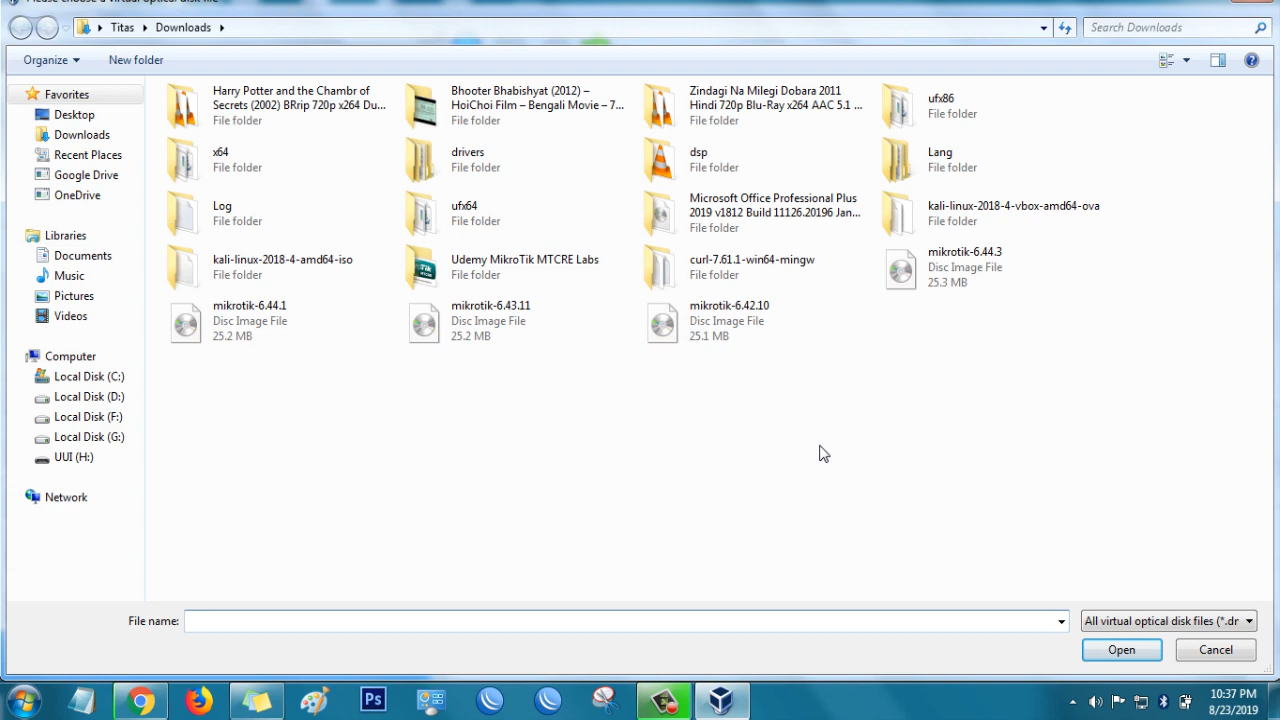 Please choose a virtual optical disk file
Titas Downloads
Search Downloads
Organize New folder
Favorites
Desktop
Downloads
Recent Places
Google Drive
OneDrive
Libraries
Documents
Music
Pictures
Videos
Computer
Local Disk (C:)
Local Disk (D:)
Local Disk (F:)
Local Disk (G:)
UUI (H:)
Network
Harry Potter and the Chambr of
Secrets (2002) BRrip 720p x264 Du...
File folder
Bhooter Bhabishyat (2012) –
HoiChoi Film – Bengali Movie – 7...
File folder
Zindagi Na Milegi Dobara 2011
Hindi 720p Blu-Ray x264 AAC 5.1 ...
File folder
ufx86
File folder
x64
File folder
drivers
File folder
dsp
File folder
Lang
File folder
Log
File folder
ufx64
File folder
Microsoft Office Professional Plus
2019 v1812 Build 11126.20196 Jan...
File folder
kali-linux-2018-4-vbox-amd64-ova
File folder
kali-linux-2018-4-amd64-iso
File folder
Udemy MikroTik MTCRE Labs
File folder
curl-7.61.1-win64-mingw
File folder
mikrotik-6.44.3
Disc Image File
25.3 MB
mikrotik-6.44.1
Disc Image File
25.2 MB
mikrotik-6.43.11
Disc Image File
25.2 MB
mikrotik-6.42.10
Disc Image File
25.1 MB
File name:
All virtual optical disk files (*.dr
Open Cancel
Ps
10:37 PM
8/23/2019